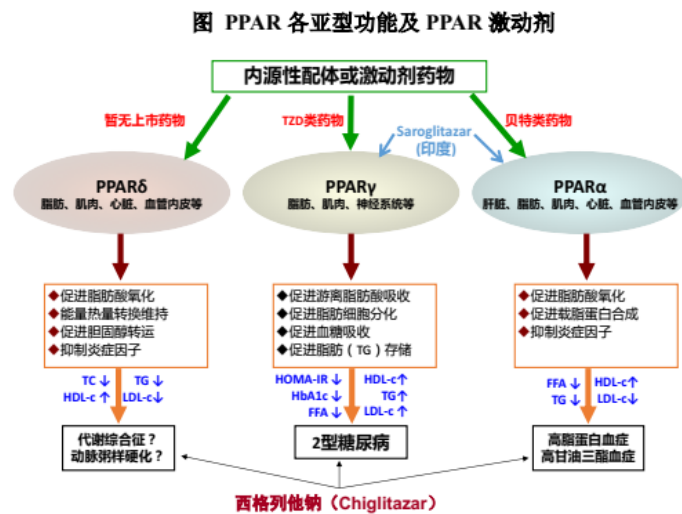 图 PPAR 各亚型功能及 PPAR 激动剂
内源性配体或激动剂药物
暂无上市药物
TZD类药物
Saroglitazar
(印度)
贝特类药物
PPARδ
脂肪、肌肉、心脏、血管内皮等
PPARγ
脂肪、肌肉、神经系统等
PPARα
肝脏、脂肪、肌肉、心脏、血管内皮等
◆促进脂肪酸氧化
◆能量热量转换维持
◆促进胆固醇转运
◆抑制炎症因子
◆促进游离脂肪酸吸收
◆促进脂肪细胞分化
◆促进血糖吸收
◆促进脂肪（TG）存储
◆促进脂肪酸氧化
◆促进载脂蛋白合成
◆抑制炎症因子
TC ↓ TG ↓
HDL-c ↑ LDL-c↓
HOMA-IR ↓ HDL-c↑
HbA1c ↓ TG↑
FFA ↓ LDL-c ↑
FFA ↓ HDL-c↑
TG ↓ LDL-c↓
代谢综合征？
动脉粥样硬化？
2型糖尿病
高脂蛋白血症
高甘油三酯血症
西格列他钠（Chiglitazar）